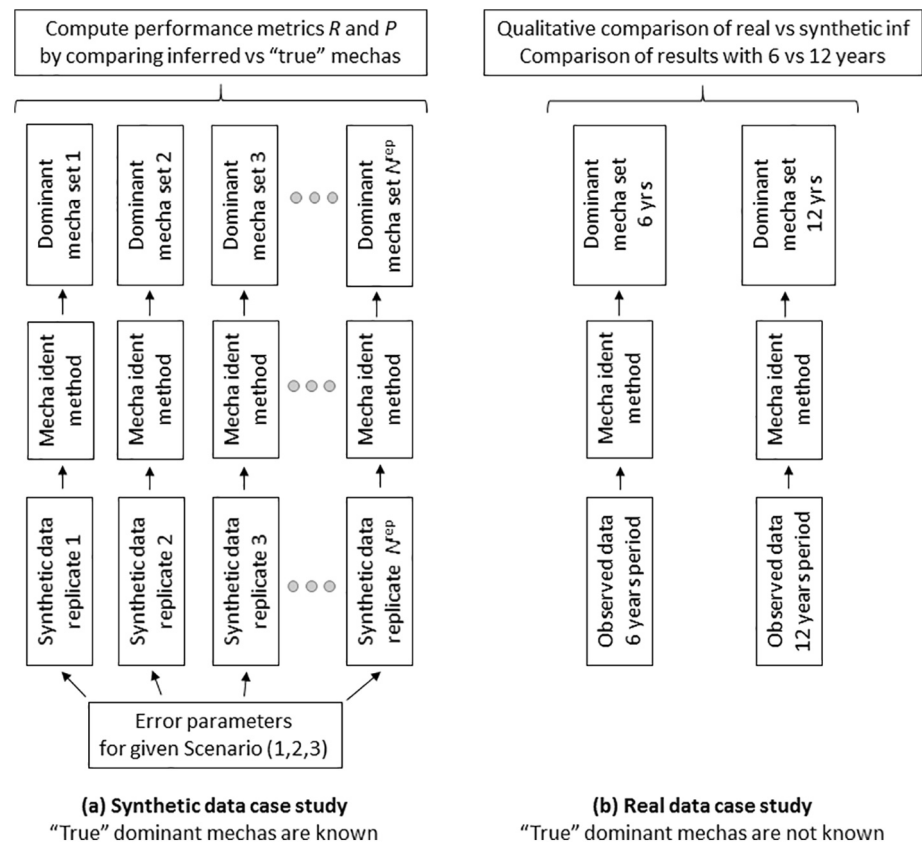 Compute performance metrics R and P
by comparing inferred vs "true" mechas
Dominant
mecha set 1
Dominant
mecha set 2
Dominant
mecha set 3
Dominant
mecha set Nrep
Mecha ident
method
Mecha ident
method
Mecha ident
method
Mecha ident
method
Synthetic data
replicate 1
Synthetic data
replicate 2
Synthetic data
replicate 3
Synthetic data
replicate Nrep
Error parameters
for given Scenario (1,2,3)
(a) Synthetic data case study
"True" dominant mechas are known
Qualitative comparison of real vs synthetic inf
Comparison of results with 6 vs 12 years
Dominant
mecha set
6 yrs
Dominant
mecha set
12 yrs
Mecha ident
method
Mecha ident
method
Observed data
6 years period
Observed data
12 years period
(b) Real data case study
"True" dominant mechas are not known